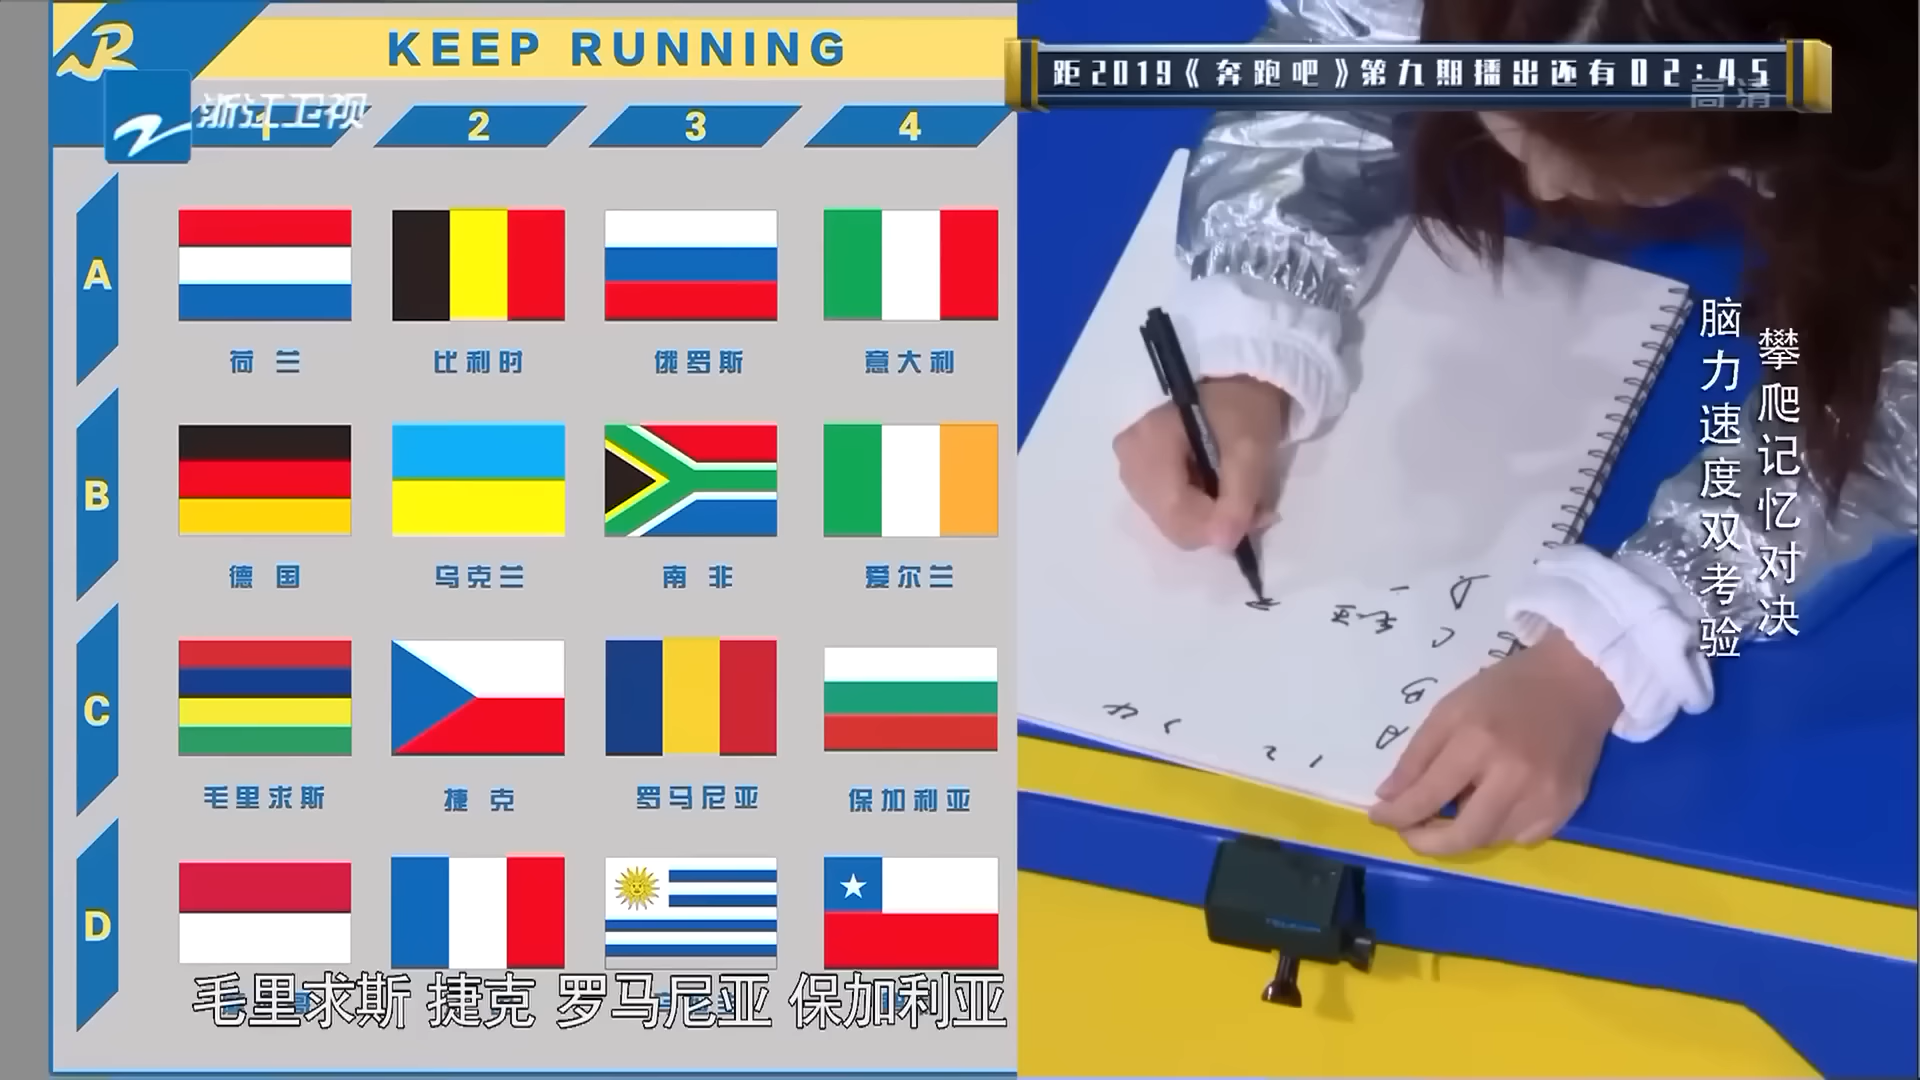 R
KEEP RUNNING
浙江卫视
距2019《奔跑吧》第九期播出还有02:45
高清
1 2 3 4
A
荷兰 比利时 俄罗斯 意大利
B
德国 乌克兰 南非 爱尔兰
C
毛里求斯 捷克 罗马尼亚 保加利亚
D
毛里求斯 捷克 罗马尼亚 保加利亚
攀爬记忆对决
脑力速度双考验
1 2 3 4
A
B
C
D